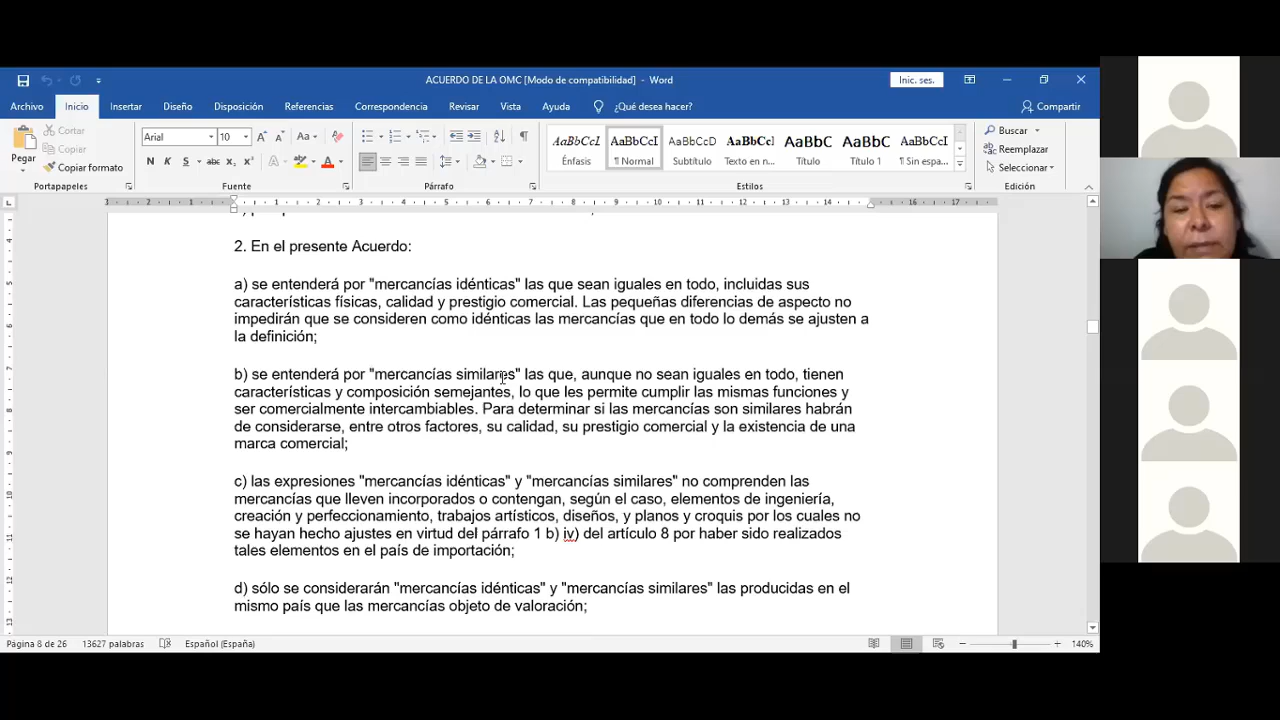 ACUERDO DE LA OMC [Modo de compatibilidad] - Word
Inic. ses.
Archivo Inicio Insertar Diseño Disposición Referencias Correspondencia Revisar Vista Ayuda ¿Qué desea hacer? Compartir
Pegar
Cortar
Copiar
Copiar formato
Portapapeles
Arial 10
Fuente
Párrafo
AaBbCcI AaBbCcI AaBbCcD AaBbCcI AaBbC AaBbC AaBbCcI
Énfasis ¶ Normal Subtítulo Texto en n... Título Título 1 ¶ Sin espa...
Estilos
Buscar
Reemplazar
Seleccionar
Edición
2. En el presente Acuerdo:
a) se entenderá por "mercancías idénticas" las que sean iguales en todo, incluidas sus
características físicas, calidad y prestigio comercial. Las pequeñas diferencias de aspecto no
impedirán que se consideren como idénticas las mercancías que en todo lo demás se ajusten a
la definición;
b) se entenderá por "mercancías similares" las que, aunque no sean iguales en todo, tienen
características y composición semejantes, lo que les permite cumplir las mismas funciones y
ser comercialmente intercambiables. Para determinar si las mercancías son similares habrán
de considerarse, entre otros factores, su calidad, su prestigio comercial y la existencia de una
marca comercial;
c) las expresiones "mercancías idénticas" y "mercancías similares" no comprenden las
mercancías que lleven incorporados o contengan, según el caso, elementos de ingeniería,
creación y perfeccionamiento, trabajos artísticos, diseños, y planos y croquis por los cuales no
se hayan hecho ajustes en virtud del párrafo 1 b) iv) del artículo 8 por haber sido realizados
tales elementos en el país de importación;
d) sólo se considerarán "mercancías idénticas" y "mercancías similares" las producidas en el
mismo país que las mercancías objeto de valoración;
Página 8 de 26 13627 palabras Español (España) 140%